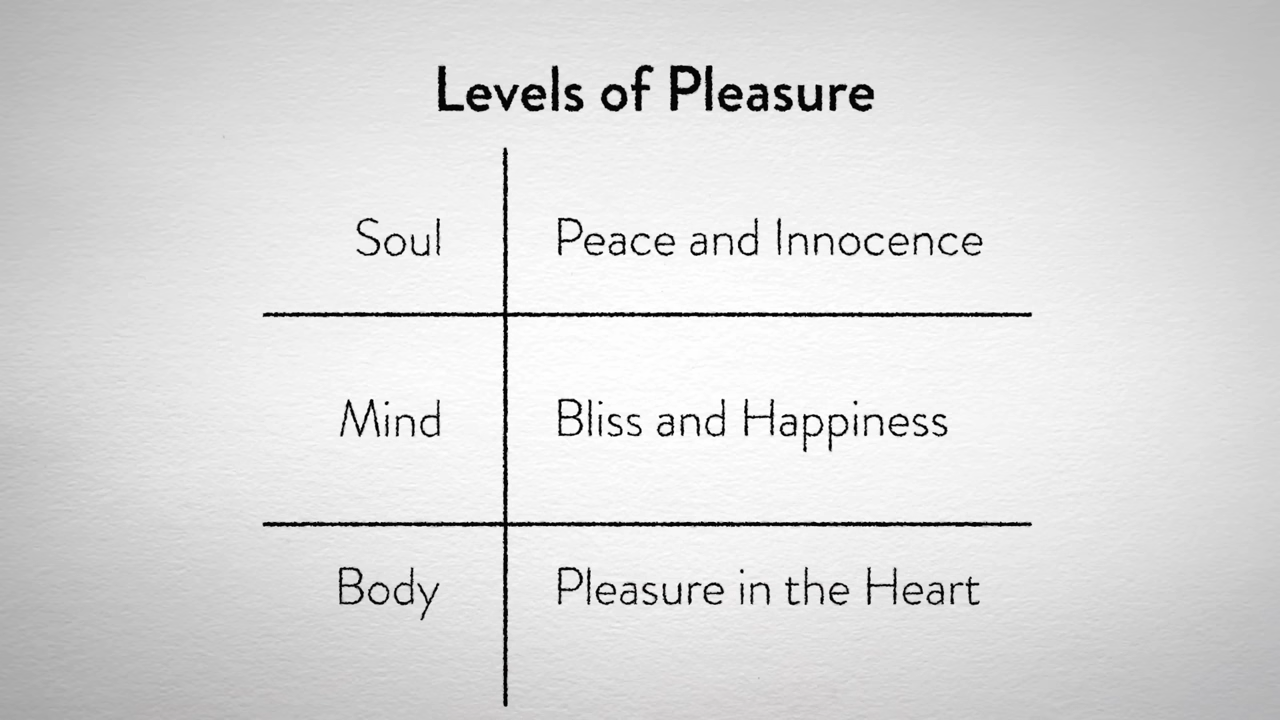 Levels of Pleasure
Soul
Peace and Innocence
Mind
Bliss and Happiness
Body
Pleasure in the Heart